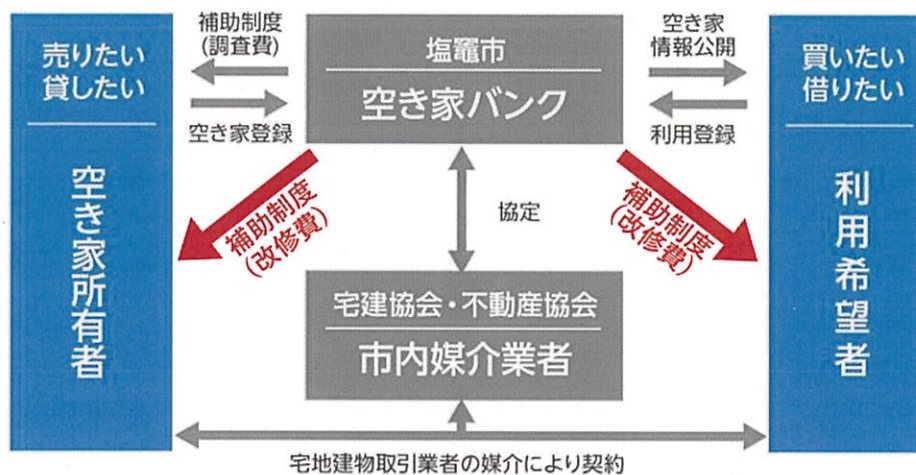 売りたい
貸したい
空き家所有者
補助制度
(調査費)
空き家登録
塩竈市
空き家バンク
空き家
情報公開
利用登録
買いたい
借りたい
利用希望者
補助制度
(改修費)
協定
補助制度
(改修費)
宅建協会・不動産協会
市内媒介業者
宅地建物取引業者の媒介により契約